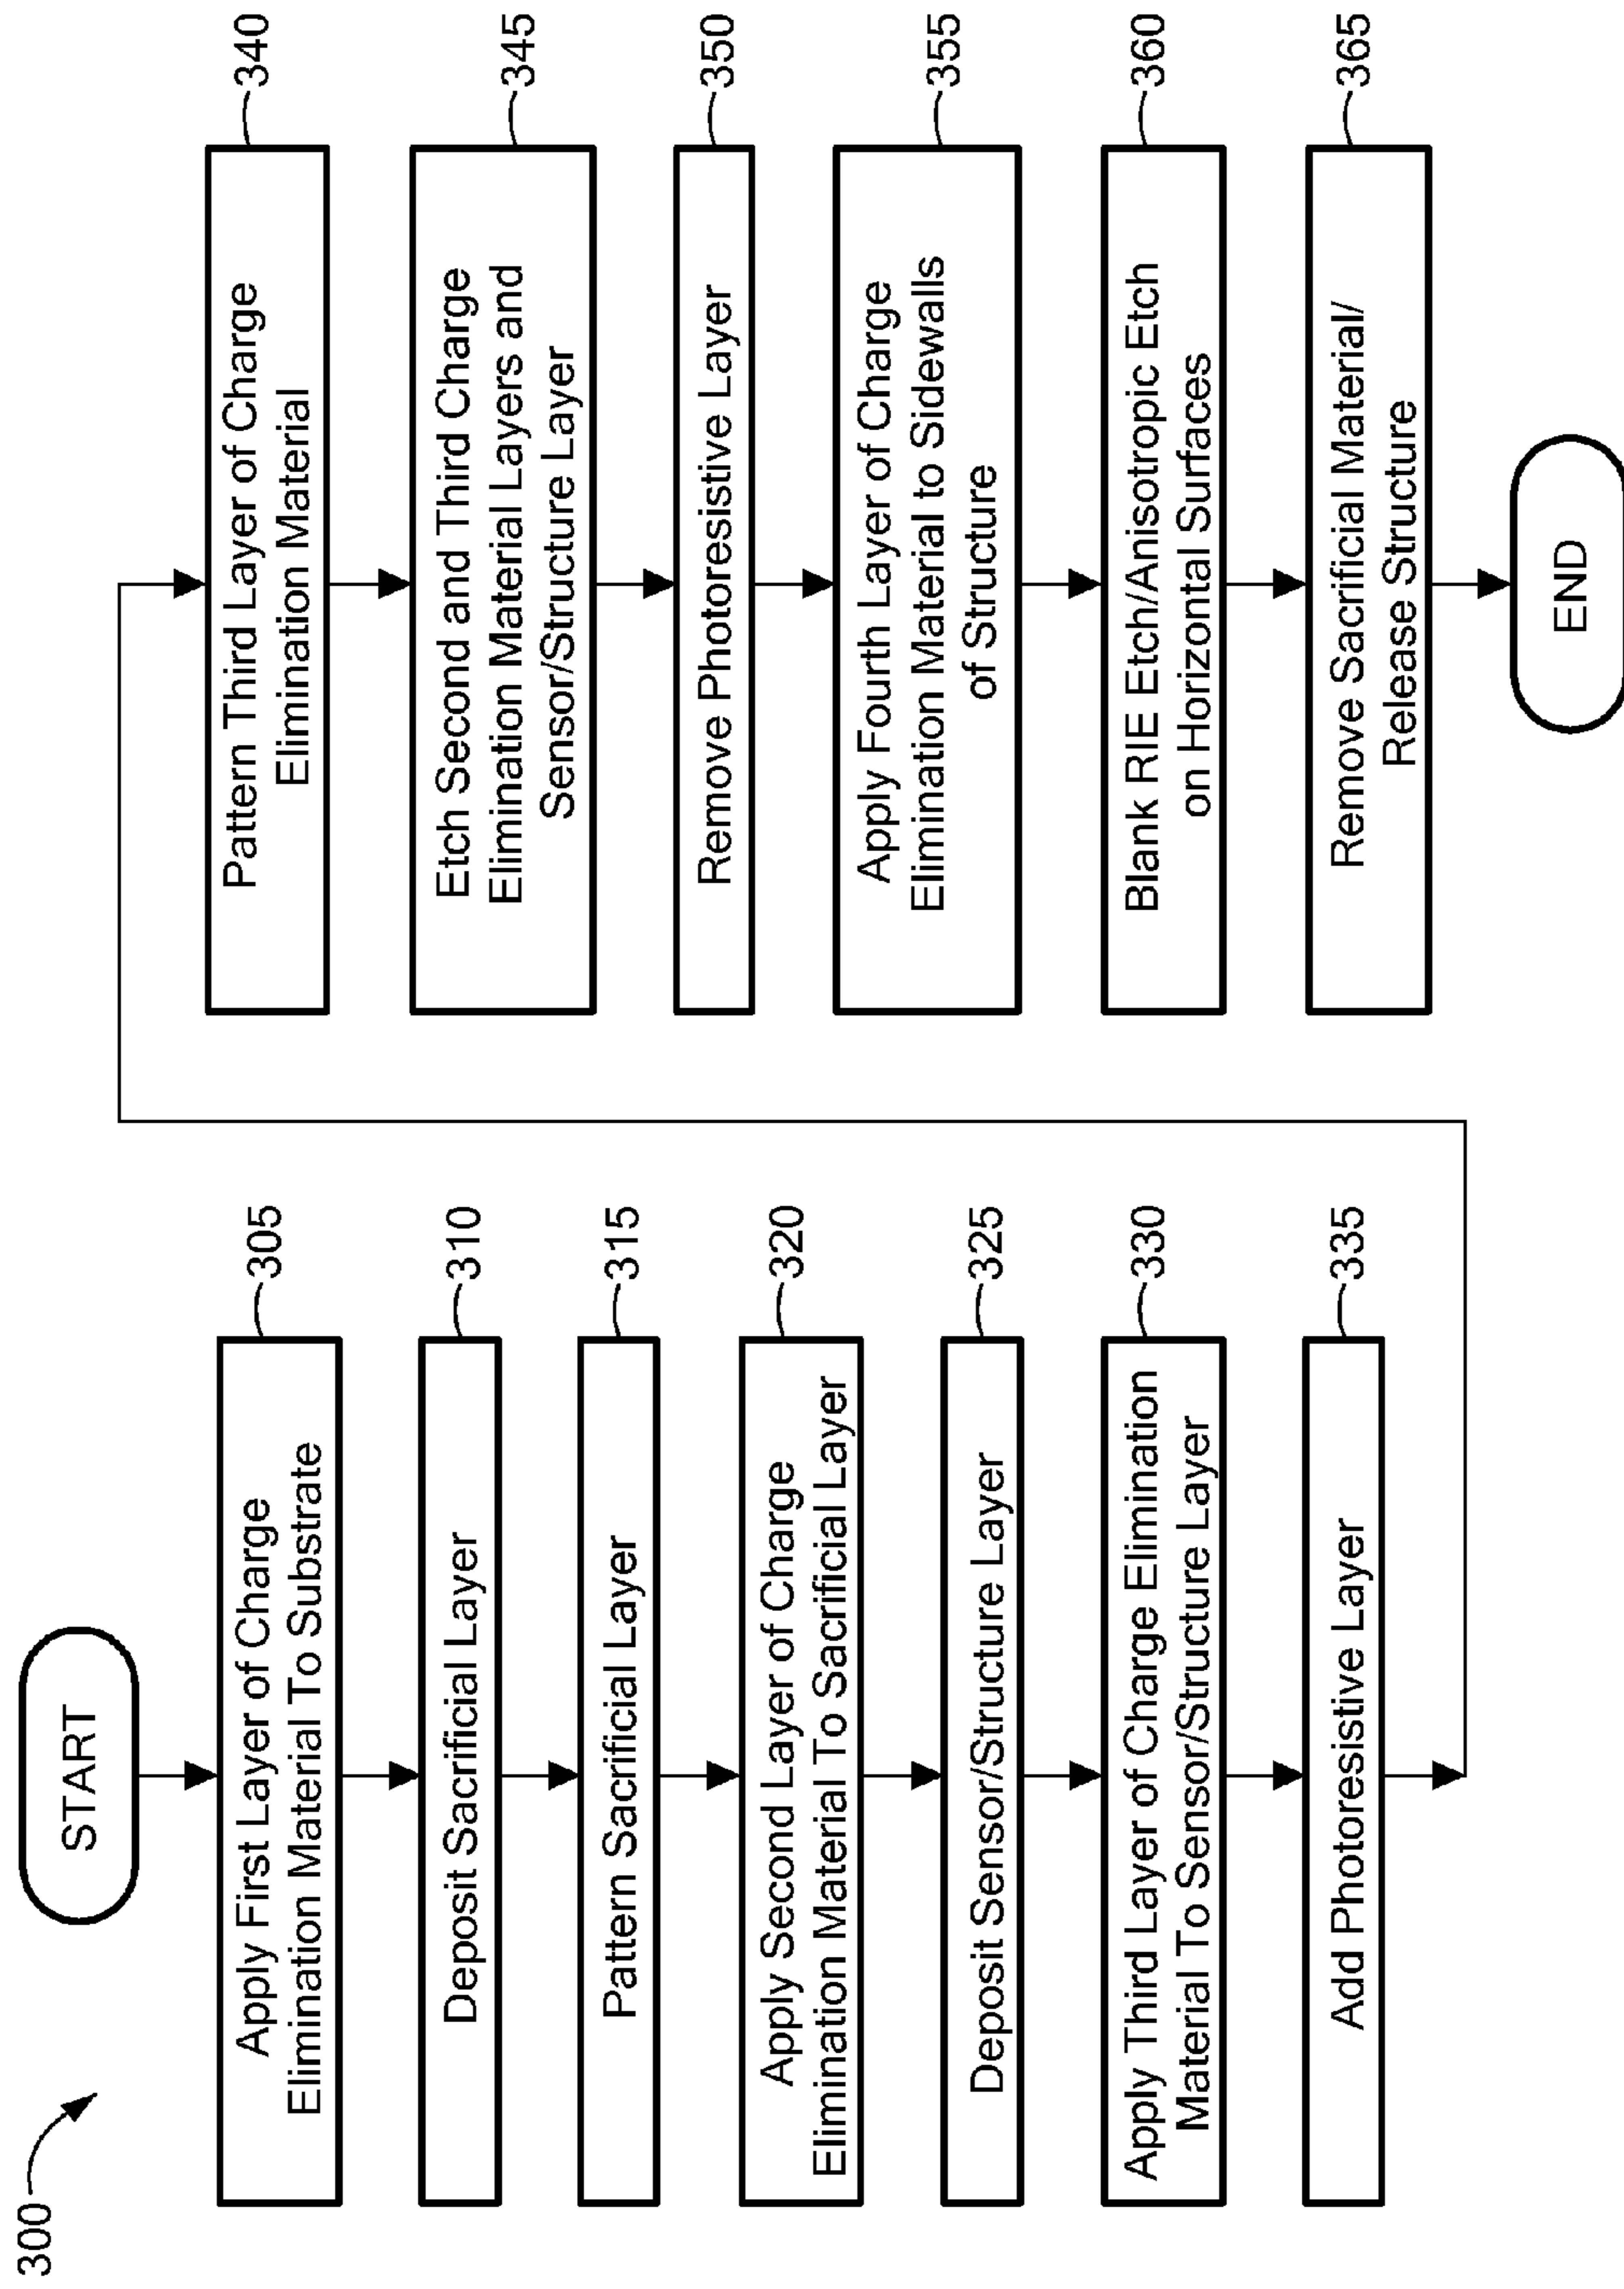 300
START
Apply First Layer of Charge
Elimination Material To Substrate
305
Deposit Sacrificial Layer
310
Pattern Sacrificial Layer
315
Apply Second Layer of Charge
Elimination Material To Sacrificial Layer
320
Deposit Sensor/Structure Layer
325
Apply Third Layer of Charge Elimination
Material To Sensor/Structure Layer
330
Add Photoresistive Layer
335
Pattern Third Layer of Charge
Elimination Material
340
Etch Second and Third Charge
Elimination Material Layers and
Sensor/Structure Layer
345
Remove Photoresistive Layer
350
Apply Fourth Layer of Charge
Elimination Material to Sidewalls
of Structure
355
Blank RIE Etch/Anisotropic Etch
on Horizontal Surfaces
360
Remove Sacrificial Material/
Release Structure
365
END